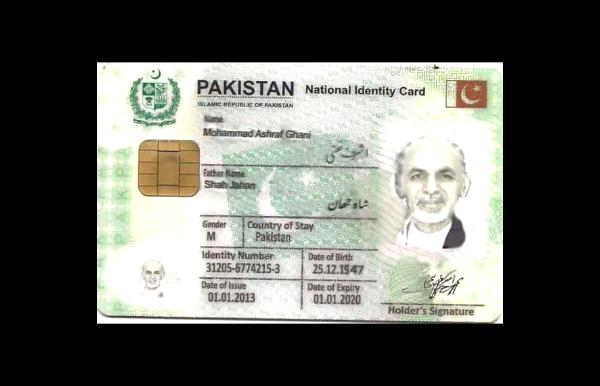 PAKISTAN National Identity Card
ISLAMIC REPUBLIC OF PAKISTAN
Name
Mohammad Ashraf Ghani
اشرف غنی
Father Name
Shah Jahan
شاہ جهان
Gender Country of Stay
M Pakistan
Identity Number Date of Birth
31205-6774215-3 25.12.1947
Date of Issue Date of Expiry
01.01.2013 01.01.2020
Holder's Signature